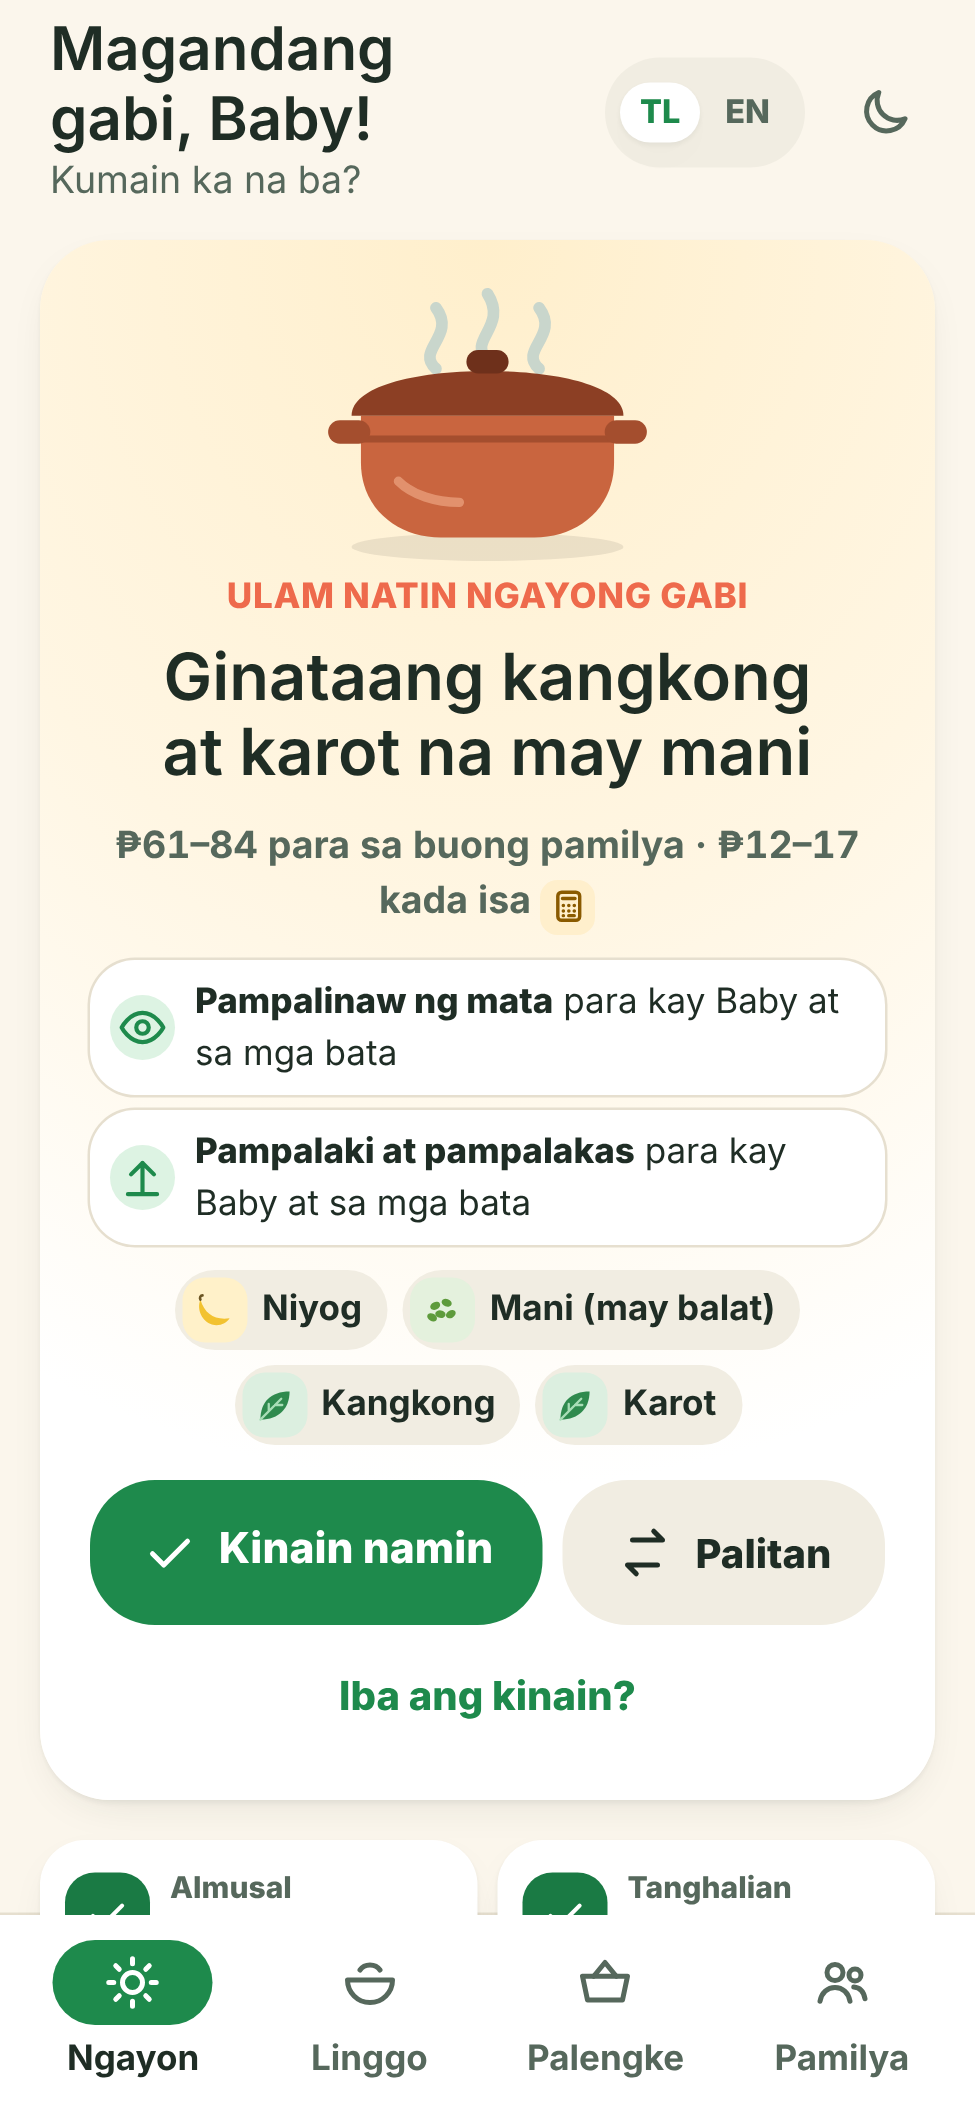 Magandang
gabi, Baby!
Kumain ka na ba?
TL EN
ULAM NATIN NGAYONG GABI
Ginataang kangkong
at karot na may mani
₱61–84 para sa buong pamilya · ₱12–17
kada isa
Pampalinaw ng mata para kay Baby at
sa mga bata
Pampalaki at pampalakas para kay
Baby at sa mga bata
Niyog Mani (may balat)
Kangkong Karot
Kinain namin Palitan
Iba ang kinain?
Almusal Tanghalian
Ngayon Linggo Palengke Pamilya